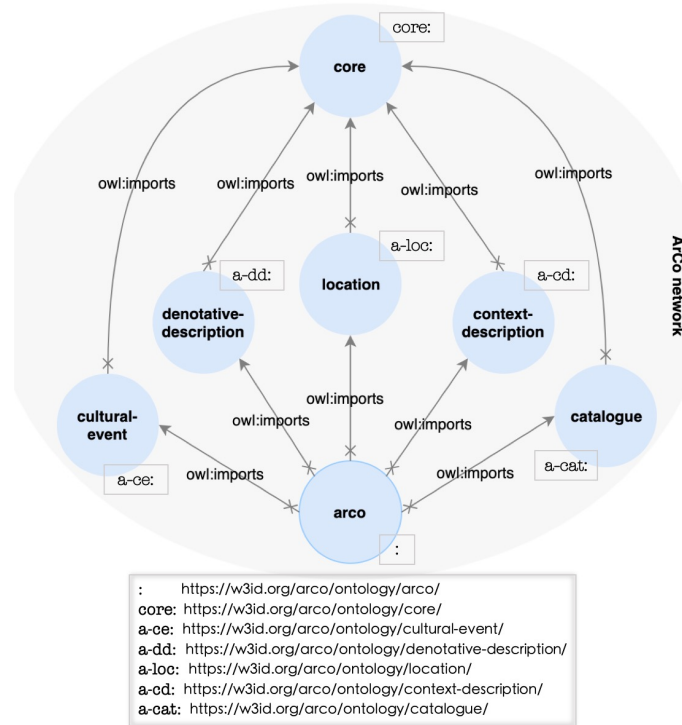 core:
core
owl:imports
owl:imports
owl:imports
owl:imports
owl:imports
ArCo network
a-dd:
a-loc:
a-cd:
denotative-
description
location
context-
description
cultural-
event
owl:imports
owl:imports
owl:imports
catalogue
a-ce:
owl:imports
owl:imports
a-cat:
arco
:
: https://w3id.org/arco/ontology/arco/
core: https://w3id.org/arco/ontology/core/
a-ce: https://w3id.org/arco/ontology/cultural-event/
a-dd: https://w3id.org/arco/ontology/denotative-description/
a-loc: https://w3id.org/arco/ontology/location/
a-cd: https://w3id.org/arco/ontology/context-description/
a-cat: https://w3id.org/arco/ontology/catalogue/